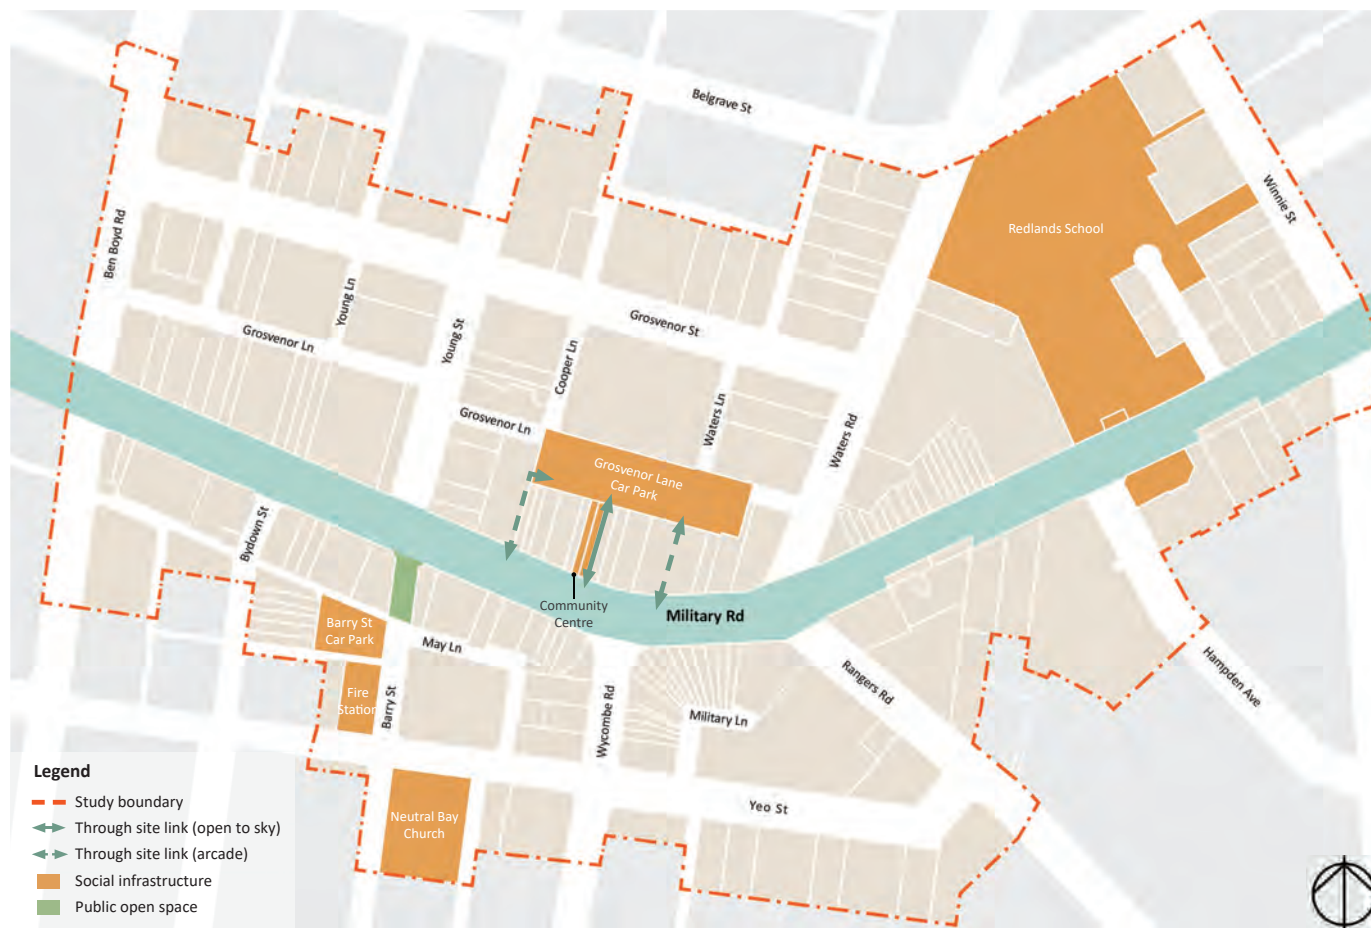 Belgrave St
Winnie St
Redlands School
Ben Boyd Rd
Young Ln
Grosvenor St
Grosvenor Ln
Young St
Cooper Ln
Waters Ln
Grosvenor Ln
Waters Rd
Grosvenor Lane
Car Park
Bydown St
Community
Centre
Military Rd
Barry St
Car Park
May Ln
Rangers Rd
Hampden Ave
Fire
Station
Barry St
Wycombe Rd
Military Ln
Yeo St
Neutral Bay
Church
Legend
Study boundary
Through site link (open to sky)
Through site link (arcade)
Social infrastructure
Public open space